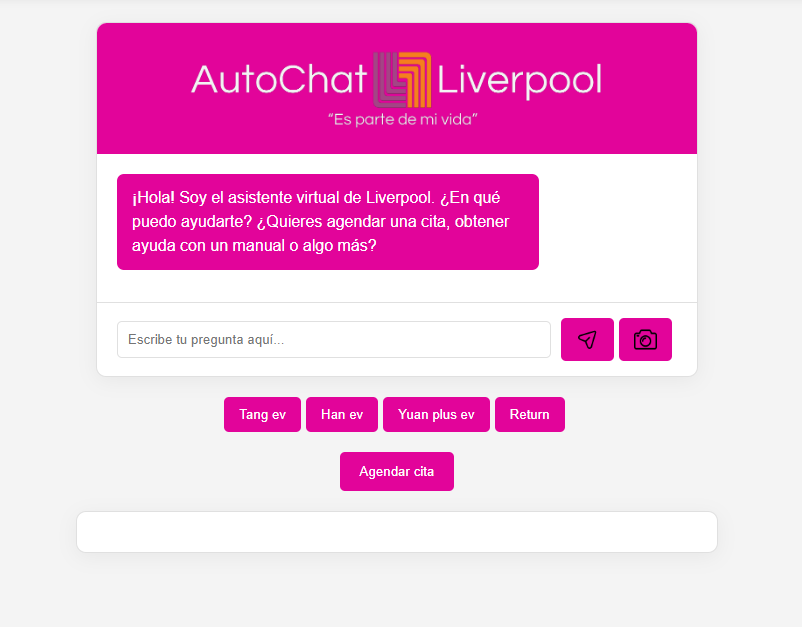 AutoChat Liverpool
“Es parte de mi vida”
¡Hola! Soy el asistente virtual de Liverpool. ¿En qué
puedo ayudarte? ¿Quieres agendar una cita, obtener
ayuda con un manual o algo más?
Escribe tu pregunta aquí...
Tang ev Han ev Yuan plus ev Return
Agendar cita